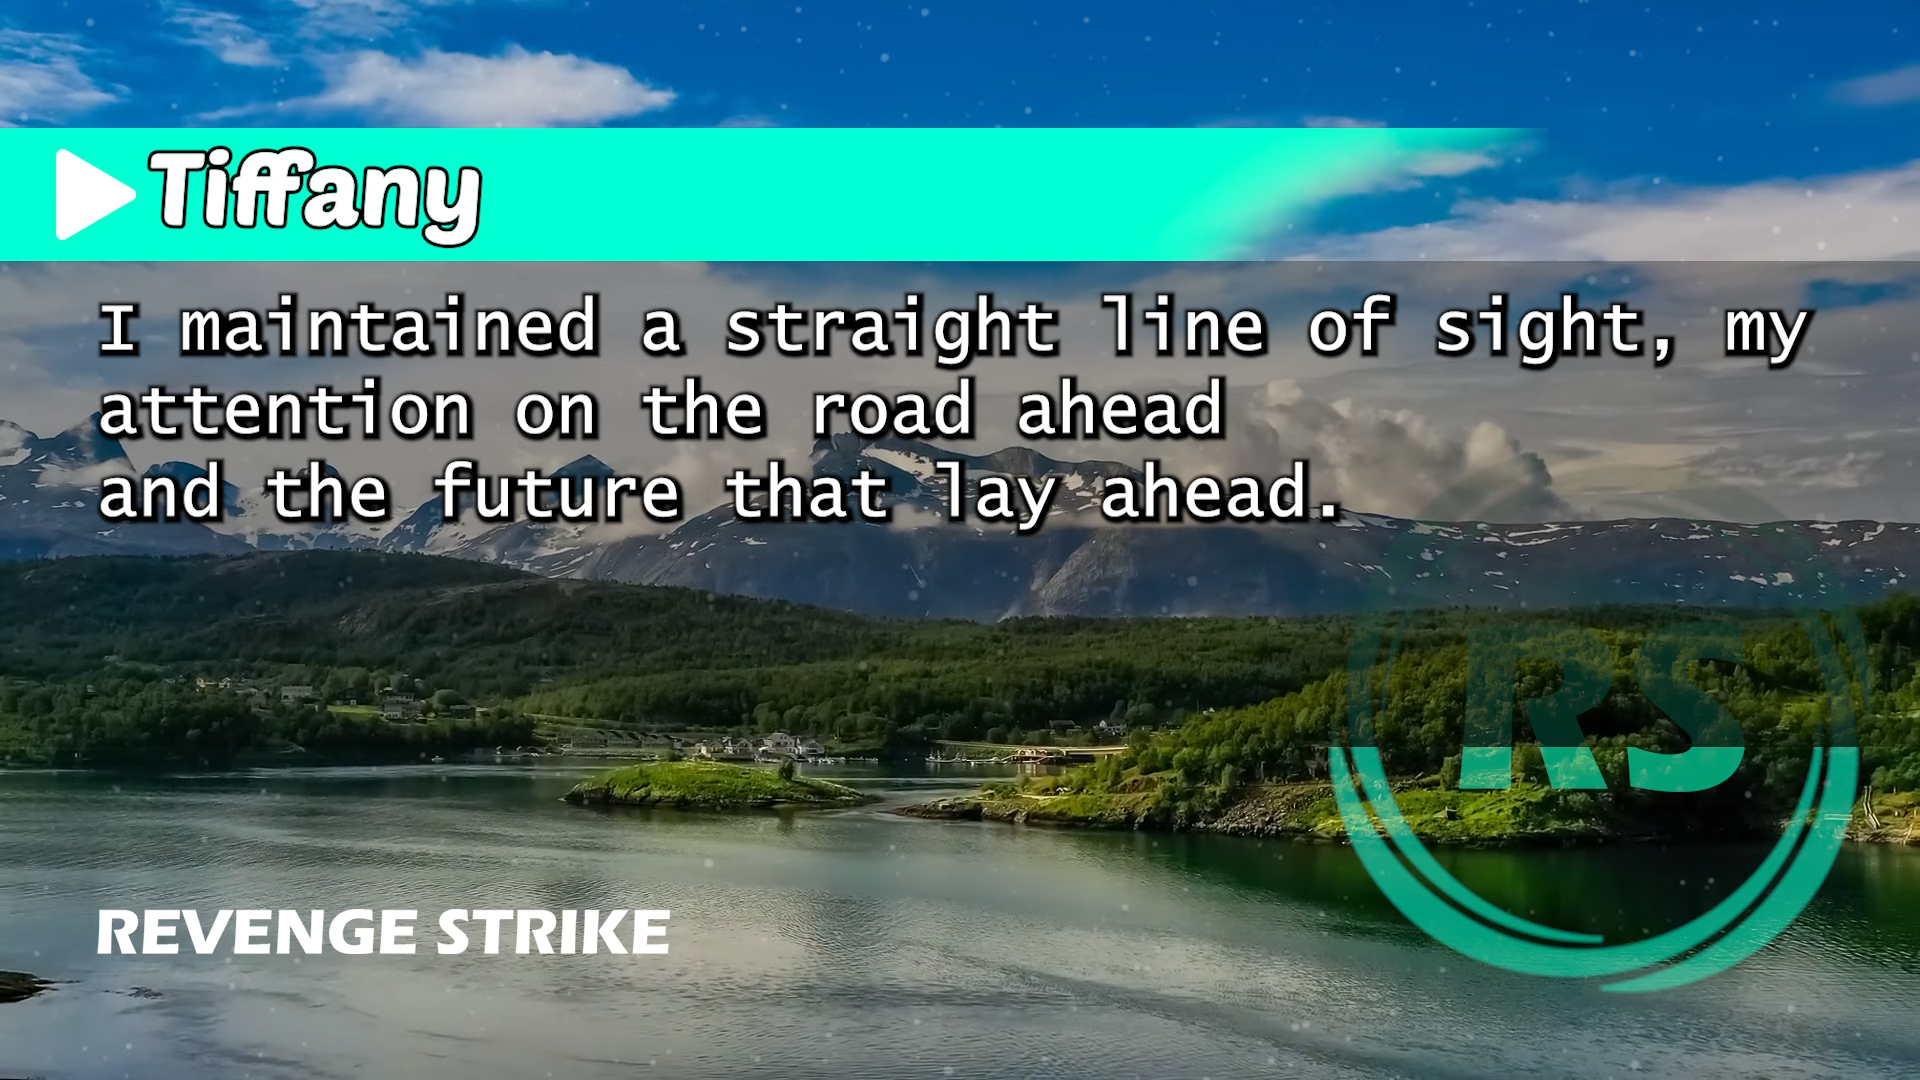 Tiffany
I maintained a straight line of sight, my
attention on the road ahead
and the future that lay ahead.
RS
REVENGE STRIKE